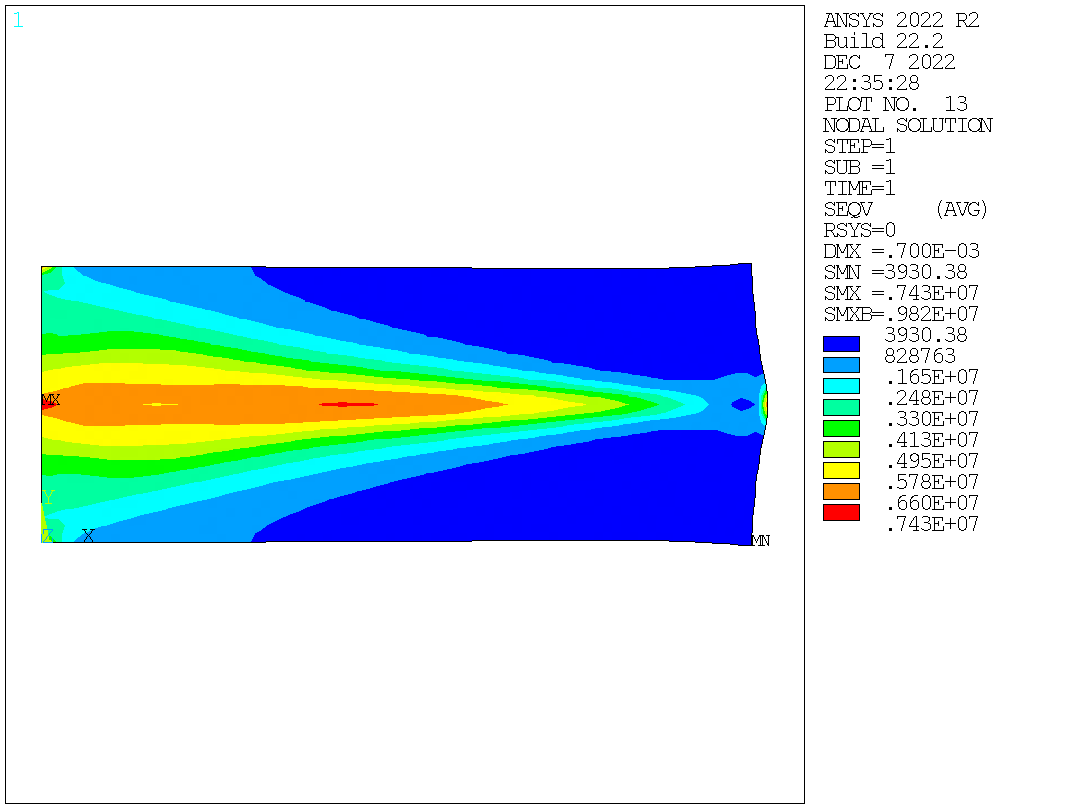 1
ANSYS 2022 R2
Build 22.2
DEC  7 2022
22:35:28
PLOT NO.  13
NODAL SOLUTION
STEP=1
SUB =1
TIME=1
SEQV     (AVG)
RSYS=0
DMX =.700E-03
SMN =3930.38
SMX =.743E+07
SMXB=.982E+07
3930.38
828763
.165E+07
.248E+07
.330E+07
.413E+07
.495E+07
.578E+07
.660E+07
.743E+07
MX
Y
Z X
MN